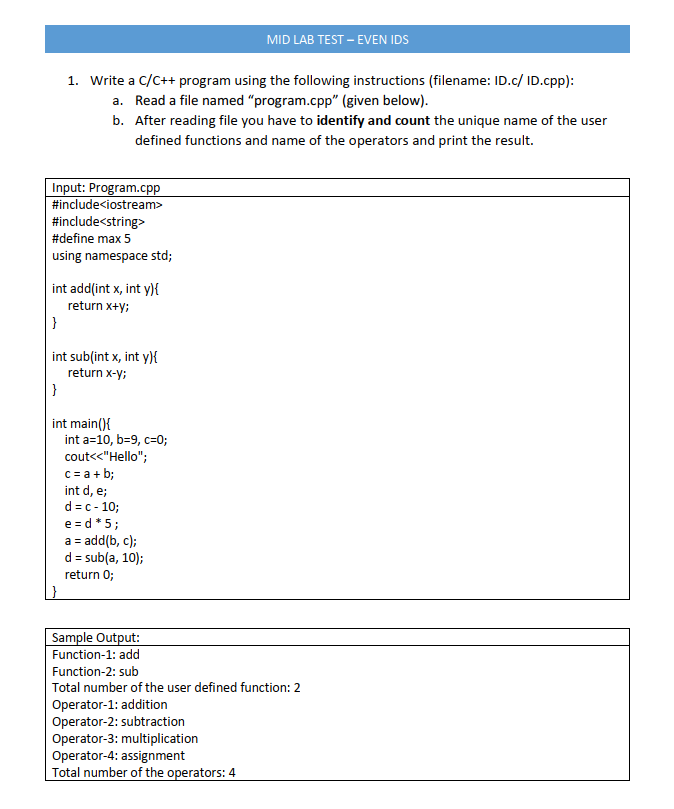 MID LAB TEST – EVEN IDS
1. Write a C/C++ program using the following instructions (filename: ID.c/ ID.cpp):
a. Read a file named “program.cpp” (given below).
b. After reading file you have to identify and count the unique name of the user
defined functions and name of the operators and print the result.
Input: Program.cpp
#include<iostream>
#include<string>
#define max 5
using namespace std;
int add(int x, int y){
return x+y;
}
int sub(int x, int y){
return x-y;
}
int main(){
int a=10, b=9, c=0;
cout<<"Hello";
c = a + b;
int d, e;
d = c - 10;
e = d * 5 ;
a = add(b, c);
d = sub(a, 10);
return 0;
}
Sample Output:
Function-1: add
Function-2: sub
Total number of the user defined function: 2
Operator-1: addition
Operator-2: subtraction
Operator-3: multiplication
Operator-4: assignment
Total number of the operators: 4